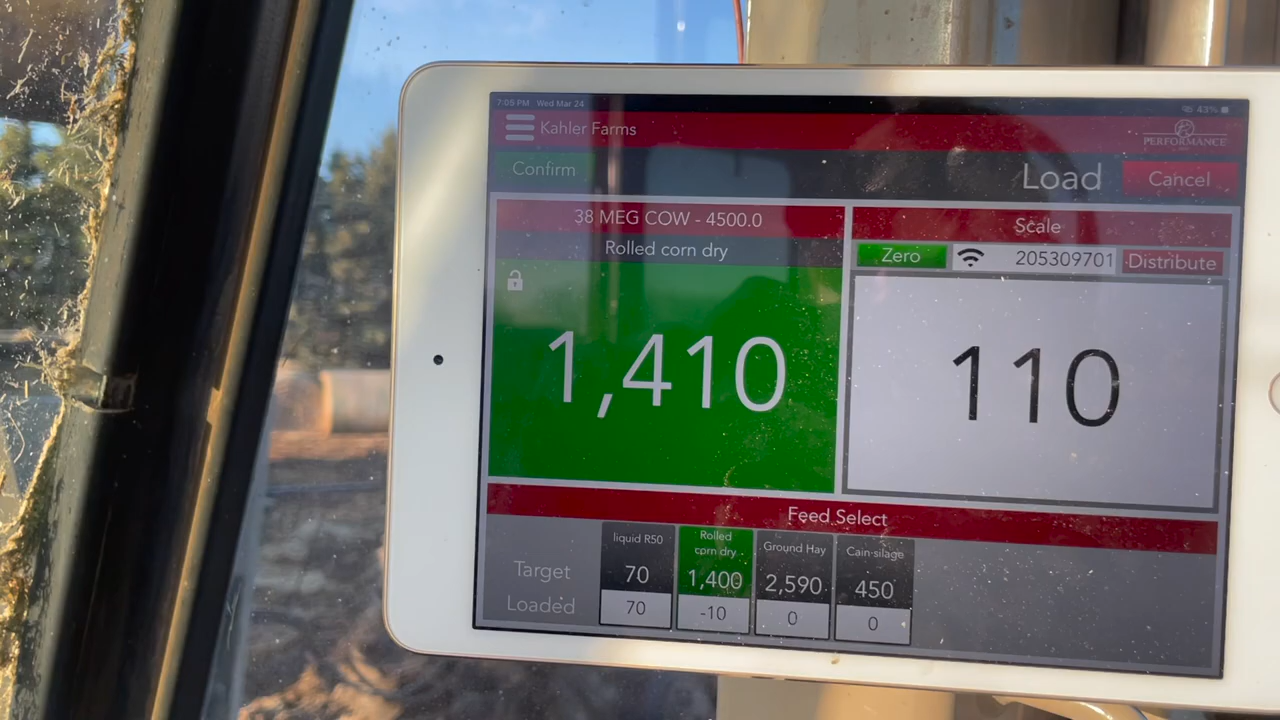 7:05 PM Wed Mar 24
43%
Kahler Farms
PERFORMANCE
Confirm
Load
Cancel
38 MEG COW - 4500.0
Rolled corn dry
1,410
Scale
Zero
205309701
Distribute
110
Feed Select
Target
Loaded
liquid R50
70
70
Rolled
corn dry
1,400
-10
Ground Hay
2,590
0
Cain-silage
450
0